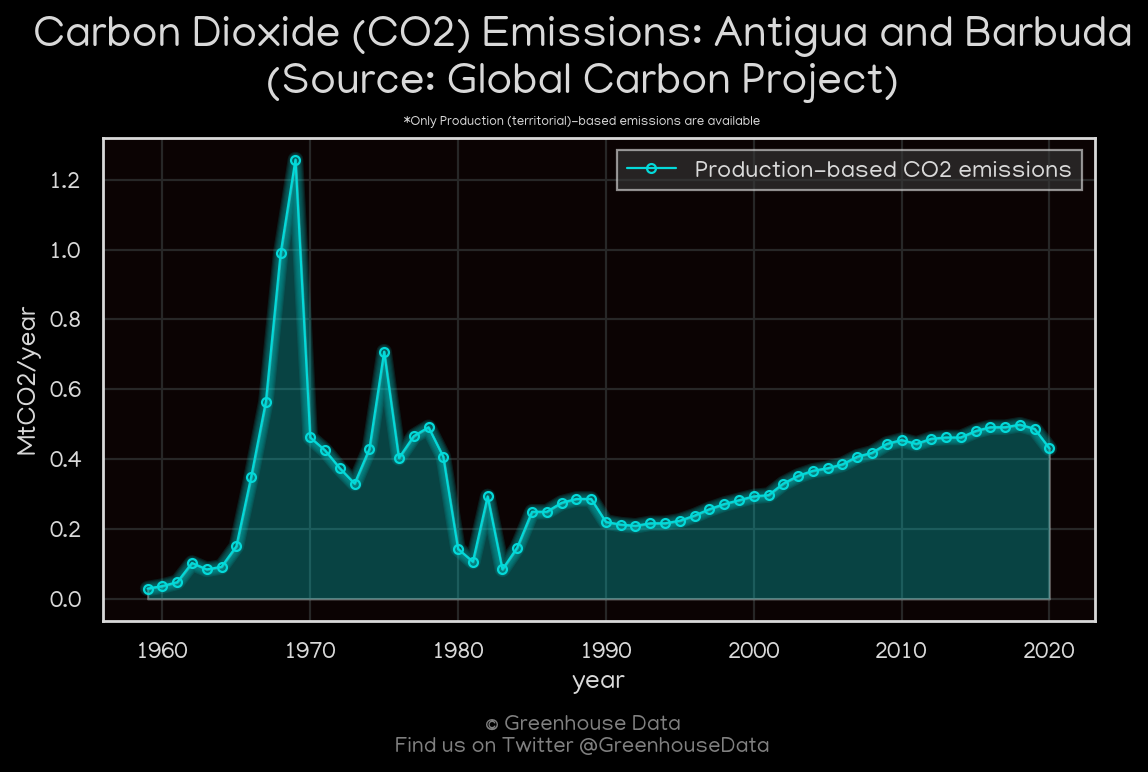 Carbon Dioxide (CO2) Emissions: Antigua and Barbuda
(Source: Global Carbon Project)
*Only Production (territorial)-based emissions are available
Production-based CO2 emissions
MtCO2/year
1.2
1.0
0.8
0.6
0.4
0.2
0.0
1960 1970 1980 1990 2000 2010 2020
year
© Greenhouse Data
Find us on Twitter @GreenhouseData